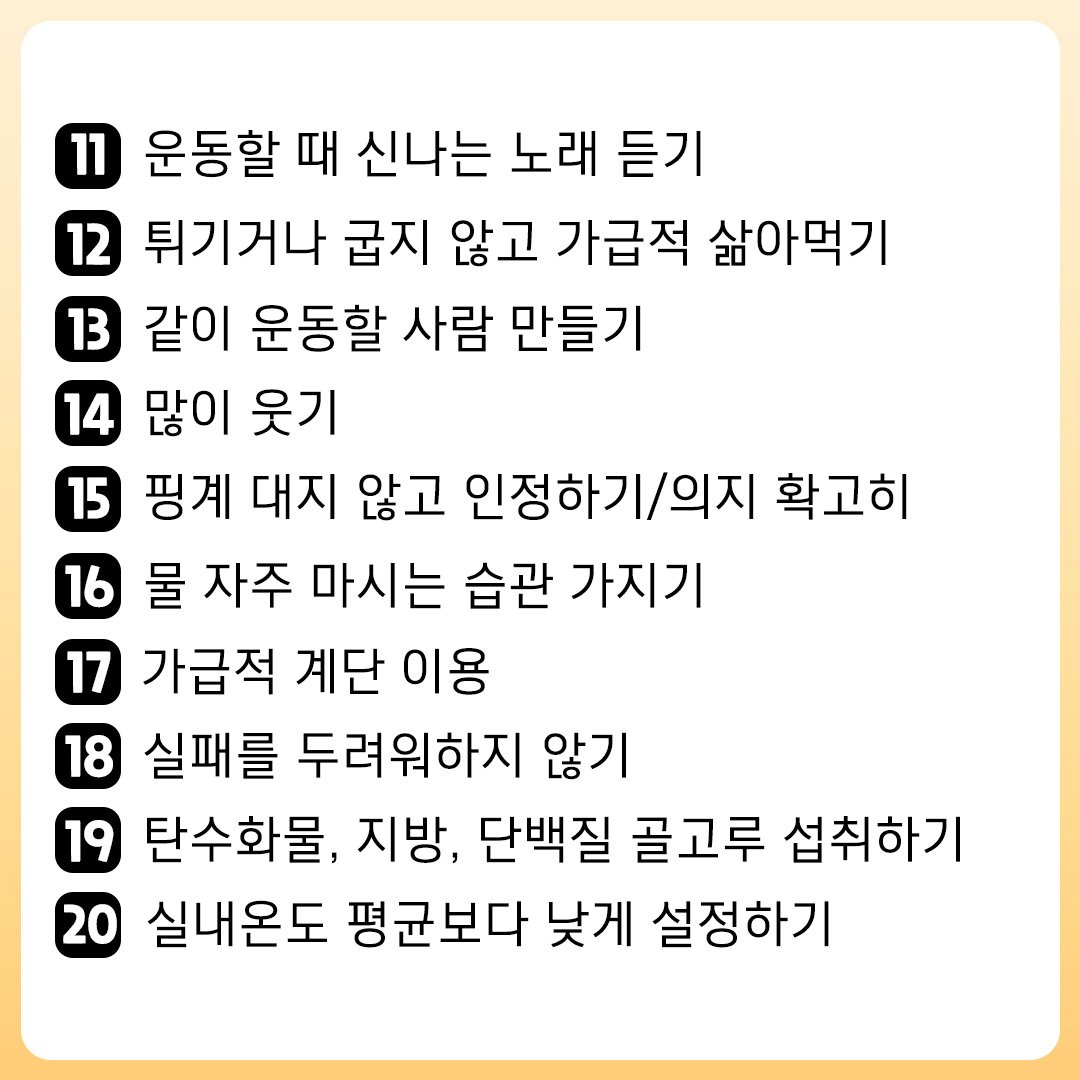 11 운동할 때 신나는 노래 듣기
12 튀기거나 굽지 않고 가급적 삶아먹기
13 같이 운동할 사람 만들기
14 많이 웃기
15 핑계 대지 않고 인정하기/의지 확고히
16 물 자주 마시는 습관 가지기
17 가급적 계단 이용
18 실패를 두려워하지 않기
19 탄수화물, 지방, 단백질 골고루 섭취하기
20 실내온도 평균보다 낮게 설정하기